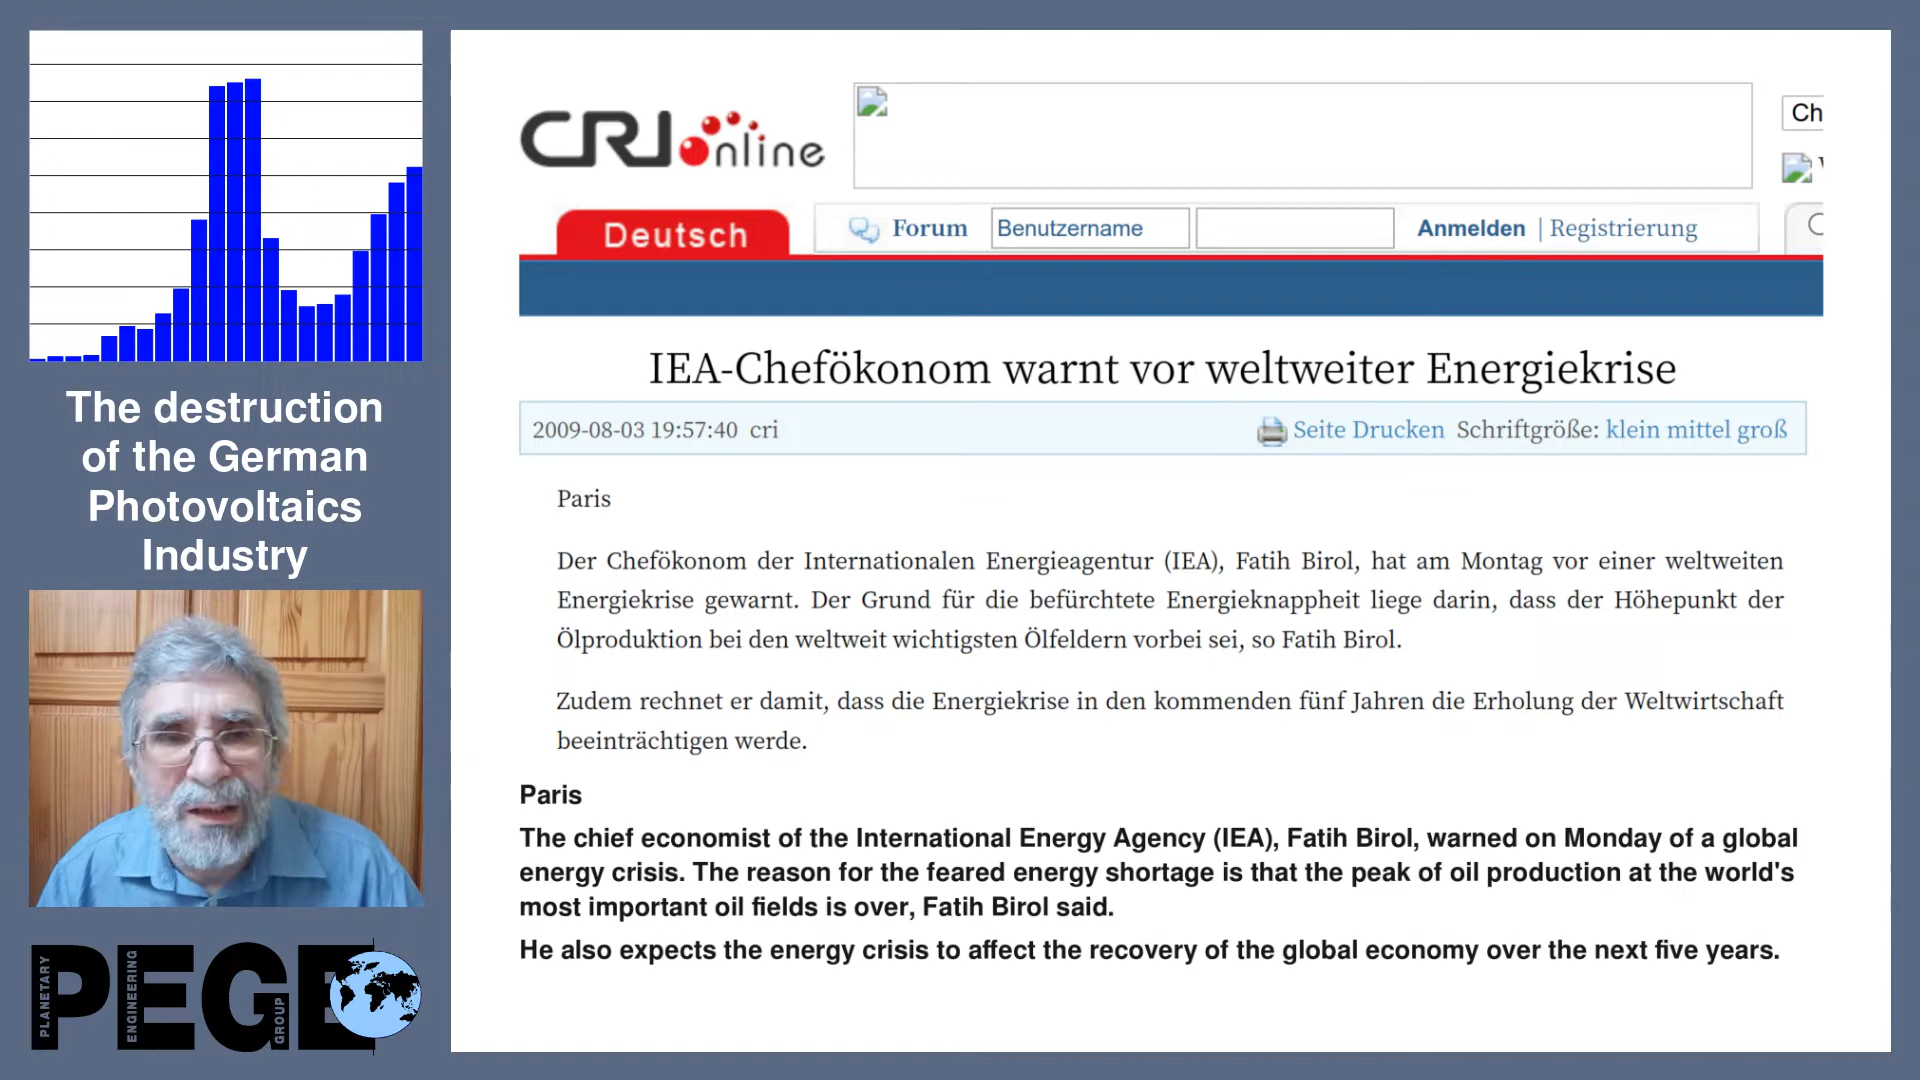 The destruction
of the German
Photovoltaics
Industry
PLANETARY
ENGINEERING
GROUP
PEGE
CRI online
Ch
Deutsch
Forum Benutzername Anmelden | Registrierung
IEA-Chefökonom warnt vor weltweiter Energiekrise
2009-08-03 19:57:40 cri Seite Drucken Schriftgröße: klein mittel groß
Paris
Der Chefökonom der Internationalen Energieagentur (IEA), Fatih Birol, hat am Montag vor einer weltweiten
Energiekrise gewarnt. Der Grund für die befürchtete Energieknappheit liege darin, dass der Höhepunkt der
Ölproduktion bei den weltweit wichtigsten Ölfeldern vorbei sei, so Fatih Birol.
Zudem rechnet er damit, dass die Energiekrise in den kommenden fünf Jahren die Erholung der Weltwirtschaft
beeinträchtigen werde.
Paris
The chief economist of the International Energy Agency (IEA), Fatih Birol, warned on Monday of a global
energy crisis. The reason for the feared energy shortage is that the peak of oil production at the world's
most important oil fields is over, Fatih Birol said.
He also expects the energy crisis to affect the recovery of the global economy over the next five years.